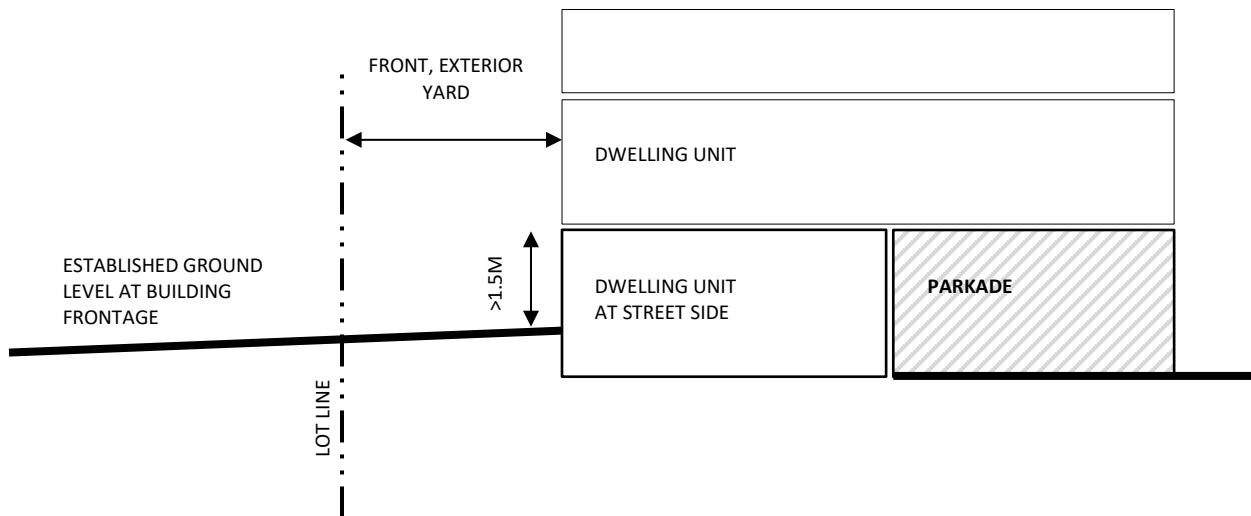 FRONT, EXTERIOR
YARD
DWELLING UNIT
ESTABLISHED GROUND
LEVEL AT BUILDING
FRONTAGE
>1.5M
DWELLING UNIT
AT STREET SIDE
PARKADE
LOT LINE